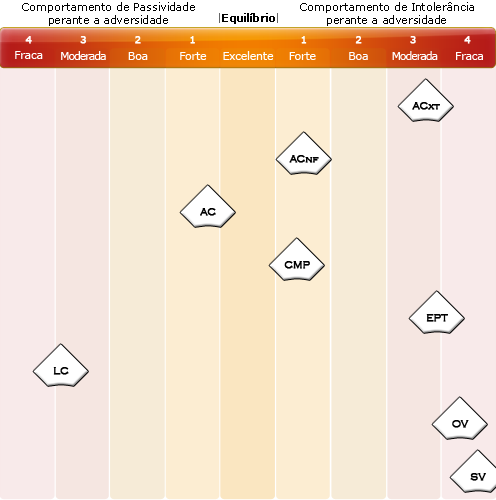 Comportamento de Passividade
perante a adversidade
|Equilíbrio|
Comportamento de Intolerância
perante a adversidade
4 3 2 1 1 2 3 4
Fraca Moderada Boa Forte Excelente Forte Boa Moderada Fraca
ACXT
ACNF
AC
CMP
EPT
LC
OV
SV